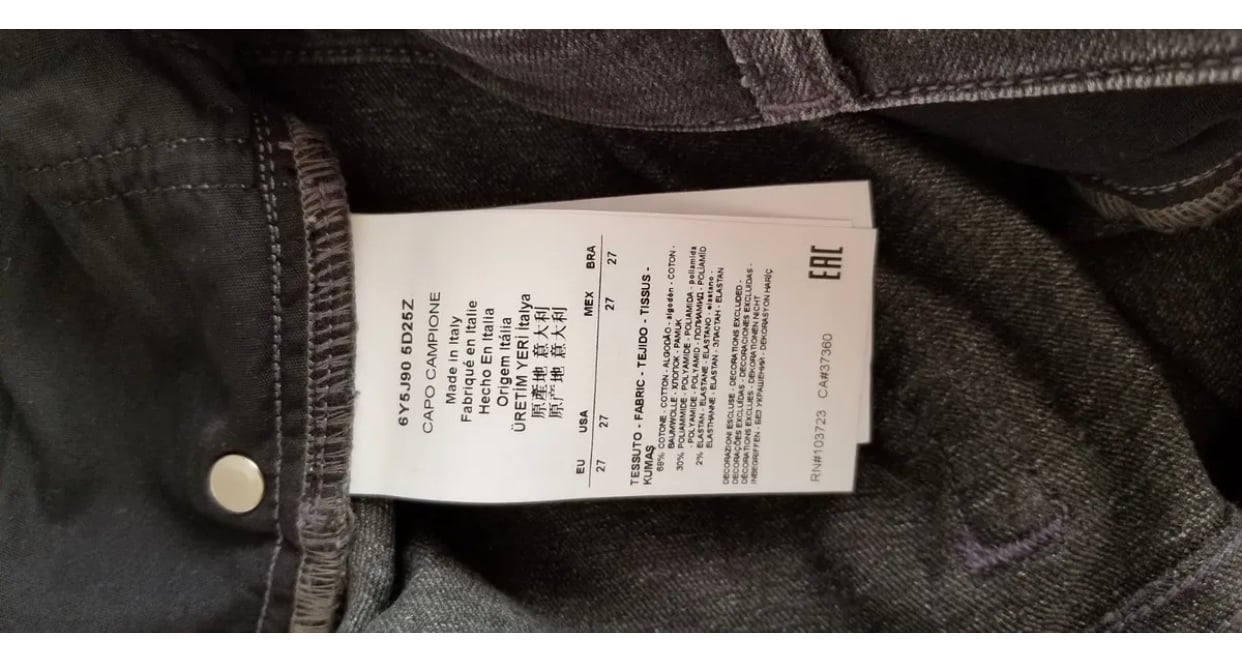 6Y5J90 5D25Z
CAPO CAMPIONE
Made in Italy
Fabriqué en Italie
Hecho En Italia
Origem Itália
ÜRETİM YERİ İtalya
原產地 意大利
原产地 意大利
EU USA MEX BRA
27 27 27 27
TESSUTO - FABRIC - TEJIDO - TISSUS -
KUMAŞ
68% COTONE - COTTON - ALGODÃO - algodón - COTON -
BAUMWOLLE - ХЛОПОК - PAMUK
30% POLIAMMIDE - POLYAMIDE - POLIAMIDA - poliamida
- POLYAMIDE - POLYAMID - ПОЛИАМИД - POLİAMİD
2% ELASTAN - ELASTANE - ELASTANO - elastano -
ELASTHANNE - ELASTAN - ЭЛАСТАН - ELASTAN
DECORAZIONI ESCLUSE - DECORATIONS EXCLUDED -
DECORAÇÕES EXCLUÍDAS - DECORACIONES EXCLUIDAS -
DÉCORATIONS EXCLUES - DEKORATIONEN NICHT
INBEGRIFFEN - БЕЗ УКРАШЕНИЙ - DEKORASYON HARİÇ
RN#103723 CA#37360
EAC